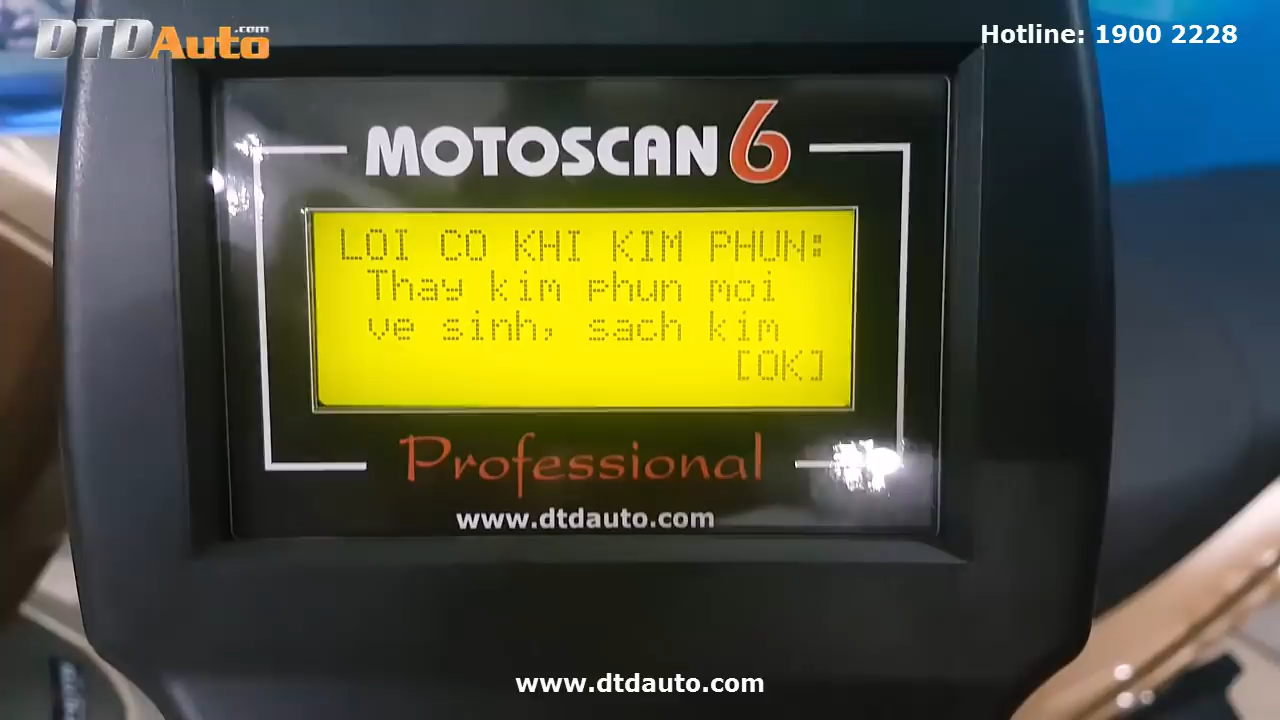 DTDAuto.com
Hotline: 1900 2228
MOTOSCAN 6
LOI CO KHI KIM PHUN:
Thay kim phun moi
ve sinh, sach kim
[OK]
Professional
www.dtdauto.com
www.dtdauto.com